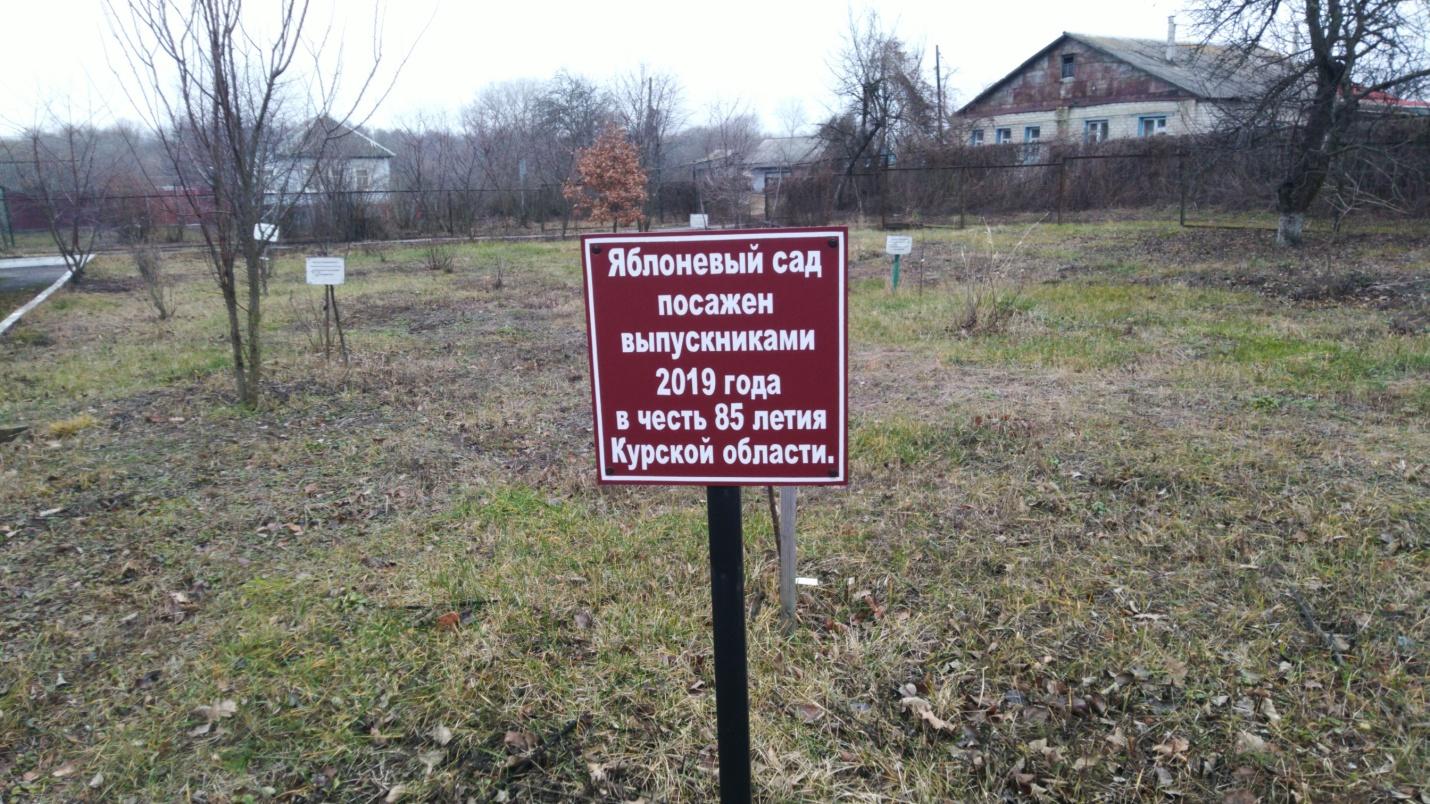 Яблоневый сад
посажен
выпускниками
2019 года
в честь 85 летия
Курской области.